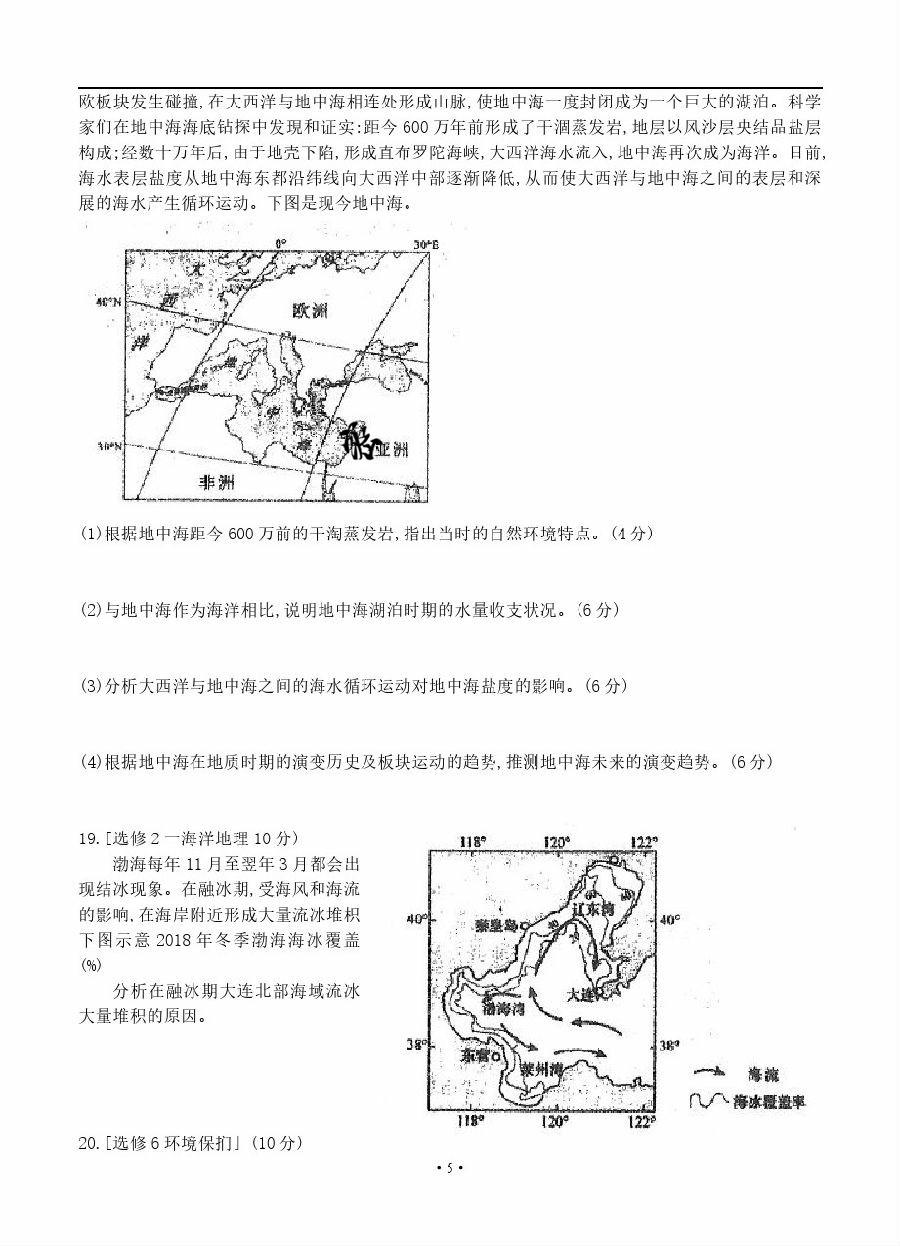 欧板块发生碰撞,在大西洋与地中海相连处形成山脉,使地中海一度封闭成为一个巨大的湖泊。科学
家们在地中海海底钻探中发现和证实:距今 600 万年前形成了干涸蒸发岩,地层以风沙层央结晶盐层
构成;经数十万年后,由于地壳下陷,形成直布罗陀海峡,大西洋海水流入,地中海再次成为海洋。目前,
海水表层盐度从地中海东部沿纬线向大西洋中部逐渐降低,从而使大西洋与地中海之间的表层和深
展的海水产生循环运动。下图是现今地中海。
0° 30°E
大
40°N 西 欧洲
洋 地
中
海 亚洲
30°N
非洲
(1)根据地中海距今 600 万前的干淘蒸发岩,指出当时的自然环境特点。(4 分)
(2)与地中海作为海洋相比,说明地中海湖泊时期的水量收支状况。(6 分)
(3)分析大西洋与地中海之间的海水循环运动对地中海盐度的影响。(6 分)
(4)根据地中海在地质时期的演变历史及板块运动的趋势,推测地中海未来的演变趋势。(6 分)
19.[选修 2 一海洋地理 10 分)
渤海每年 11 月至翌年 3 月都会出
现结冰现象。在融冰期,受海风和海流
的影响,在海岸附近形成大量流冰堆枳
下图示意 2018 年冬季渤海海冰覆盖
(%)
分析在融冰期大连北部海域流冰
大量堆积的原因。
118° 120° 122°
辽东湾
40° 秦皇岛 40°
大连
渤海湾
38° 38°
东营
莱州湾
海流
海冰覆盖率
118° 120° 122°
20.[选修 6 环境保扪」(10 分)
• 5 •